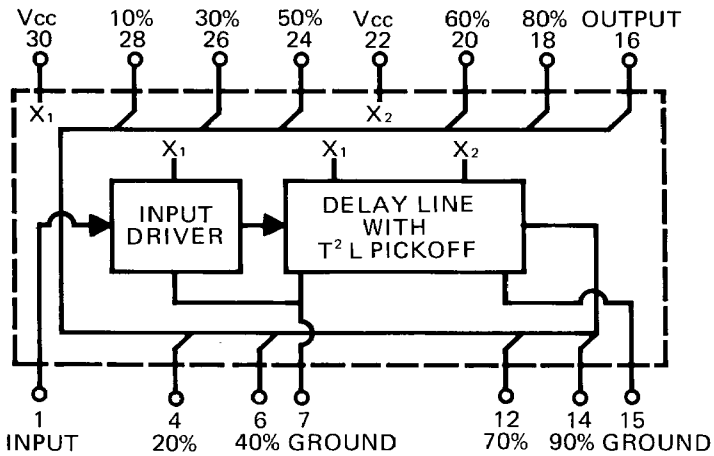 Vcc 10% 30% 50% Vcc 60% 80% OUTPUT
30 28 26 24 22 20 18 16
X1 X2
X1 X1 X2
INPUT
DRIVER
DELAY LINE
WITH
T² L PICKOFF
1 4 6 7 12 14 15
INPUT 20% 40% GROUND 70% 90% GROUND